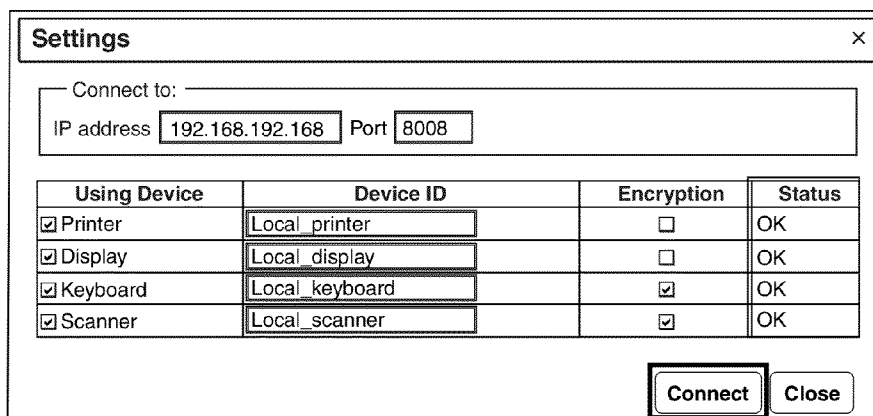 Settings ×
Connect to:
IP address 192.168.192.168 Port 8008
Using Device Device ID Encryption Status
Printer Local_printer OK
Display Local_display OK
Keyboard Local_keyboard OK
Scanner Local_scanner OK
Connect Close